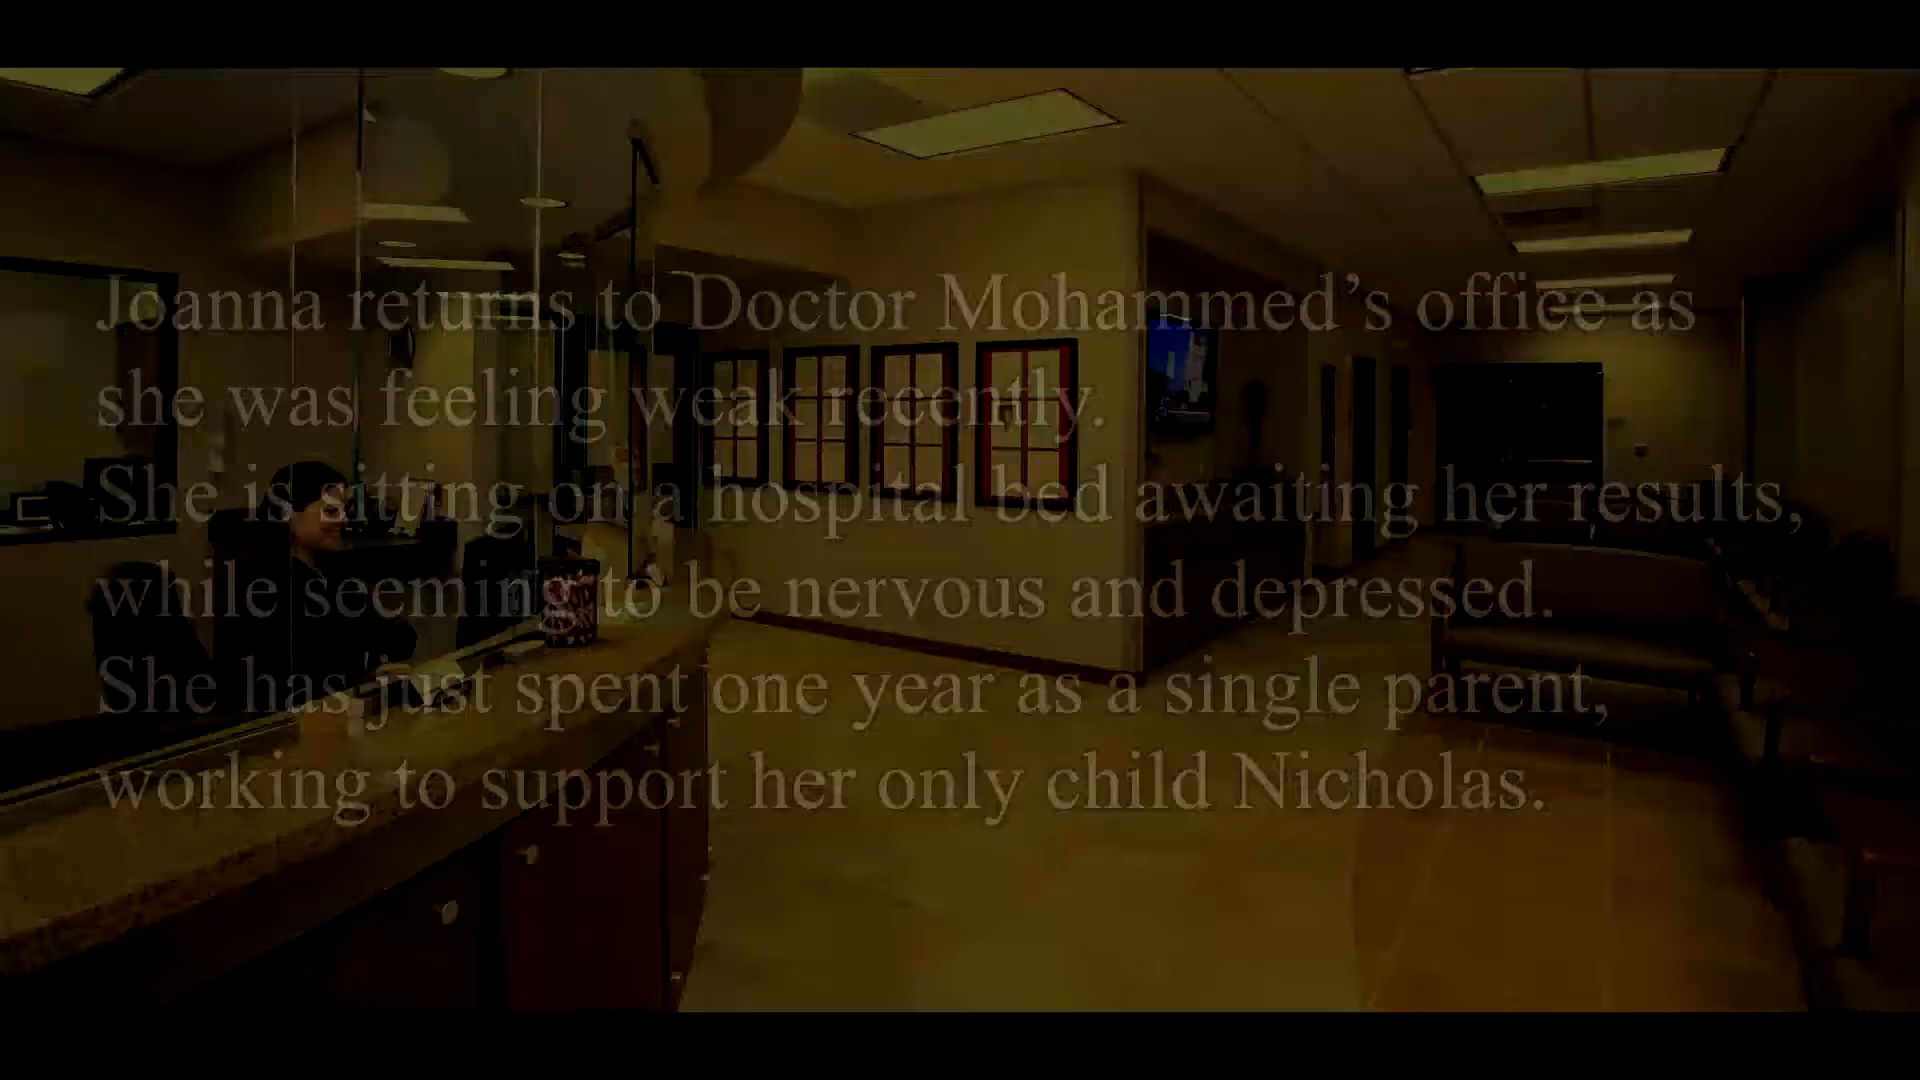 Joanna returns to Doctor Mohammed’s office as
she was feeling weak recently.
She is sitting on a hospital bed awaiting her results,
while seeming to be nervous and depressed.
She has just spent one year as a single parent,
working to support her only child Nicholas.